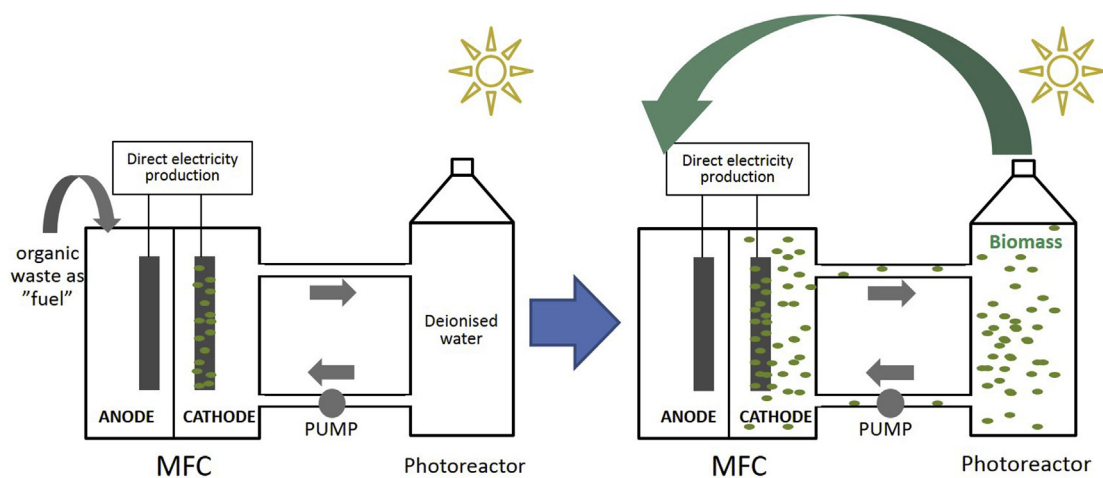 Direct electricity
production
organic
waste as
"fuel"
Deionised
water
ANODE
CATHODE
PUMP
MFC
Photoreactor
Direct electricity
production
Biomass
ANODE
CATHODE
PUMP
MFC
Photoreactor